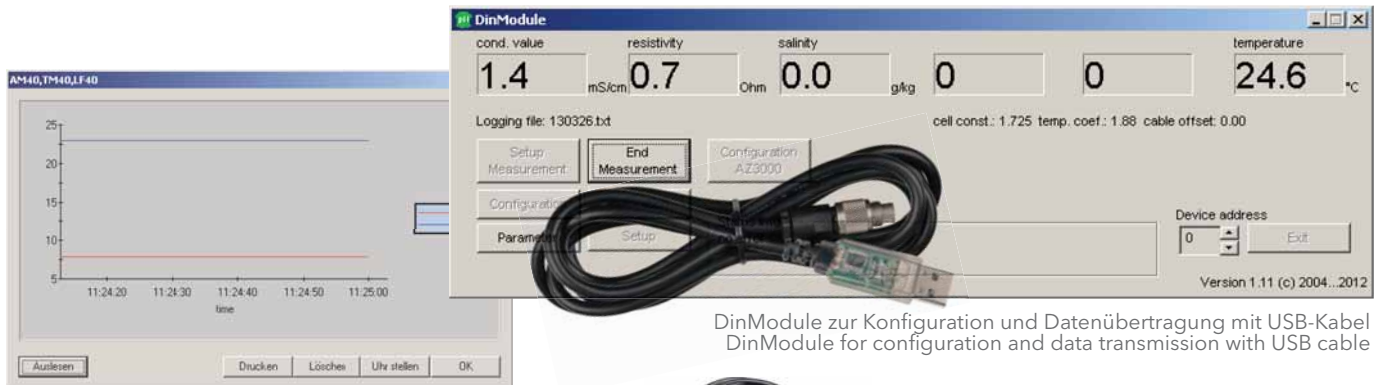 DinModule
cond. value resistivity salinity temperature
1.4 mS/cm 0.7 Ohm 0.0 g/kg 0 0 24.6 °C
Logging file: 130326.txt cell const.: 1.725 temp. coef.: 1.88 cable offset: 0.00
Setup Measurement
End Measurement
Configuration AZ3000
Configuration
Setup
Device address
0 Exit
Version 1.11 (c) 2004...2012
AM40,TM40,LF40
25
20
15
10
5
11:24:20 11:24:30 11:24:40 11:24:50 11:25:00
time
Auslesen Drucken Löschen Uhr stellen OK
DinModule zur Konfiguration und Datenübertragung mit USB-Kabel
DinModule for configuration and data transmission with USB cable